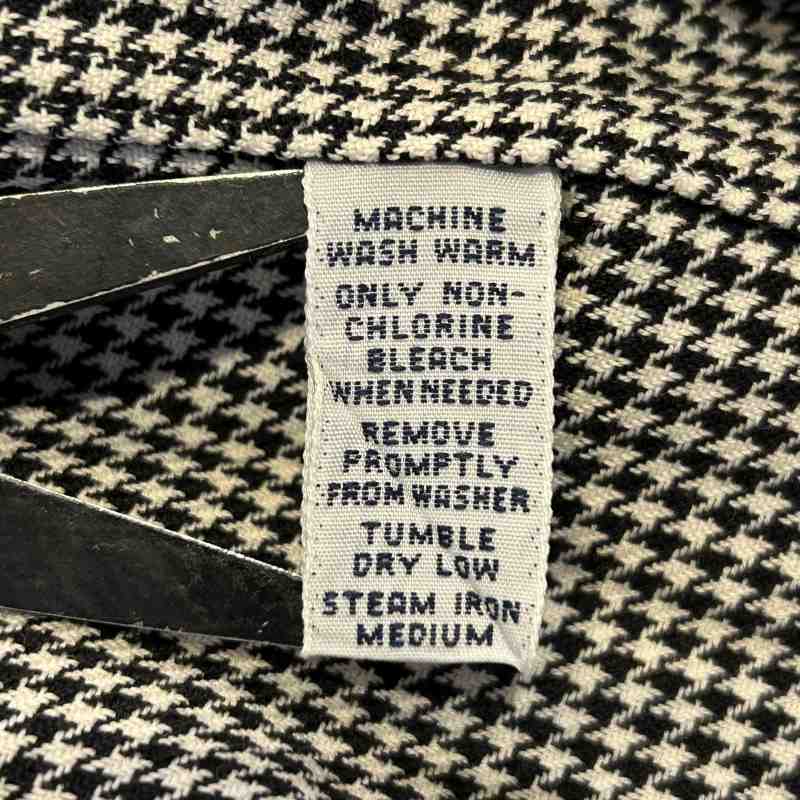 MACHINE
WASH WARM
ONLY NON-
CHLORINE
BLEACH
WHEN NEEDED
REMOVE
PROMPTLY
FROM WASHER
TUMBLE
DRY LOW
STEAM IRON
MEDIUM